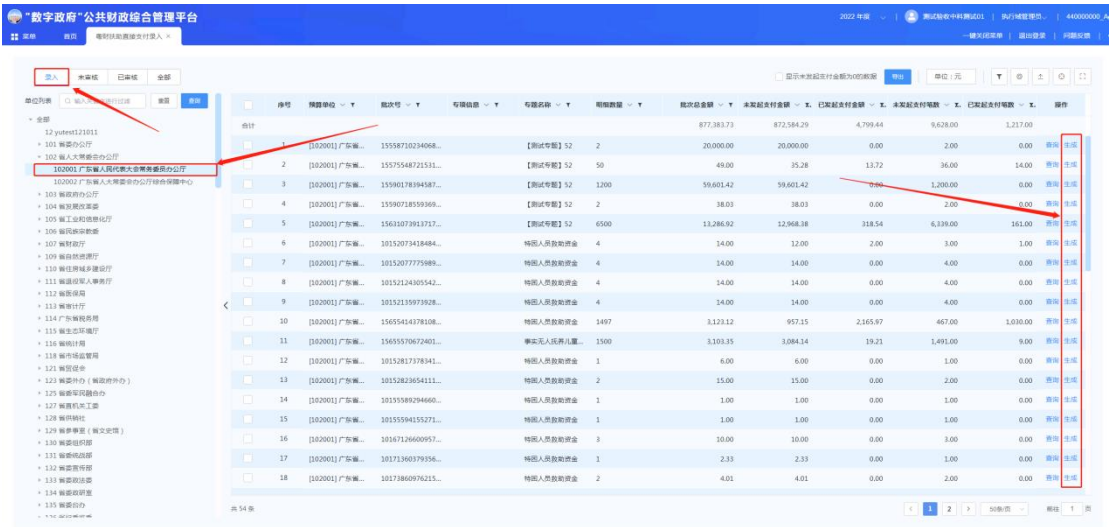 "数字政府"公共财政综合管理平台 2022 年度 测试验收中科测试01 执行域管理员 440000000_A
菜单 首页 粤财扶助直接支付录入 × 一键关闭菜单 退出登录 问题反馈
录入 未审核 已审核 全部 显示未发起支付金额为0的数据 导出 单位:元
单位列表 重置 查询 序号 预算单位 批次号 专项信息 专题名称 明细数量 批次总金额 未发起支付金额 已发起支付金额 未发起支付笔数 已发起支付笔数 操作
全部 合计 877,383.73 872,584.29 4,799.44 9,628.00 1,217.00
12 yutest121011
101 省委办公厅 1 [102001] 广东省... 15558710234068... 【测试专题】52 2 20,000.00 20,000.00 0.00 2.00 0.00 查询 生成
102 省人大常委会办公厅
102001 广东省人民代表大会常务委员会办公厅 2 [102001] 广东省... 15575548721531... 【测试专题】52 50 49.00 35.28 13.72 36.00 14.00 查询 生成
102002 广东省人大常委会办公厅综合保障中心 3 [102001] 广东省... 15590178394587... 【测试专题】52 1200 59,601.42 59,601.42 0.00 1,200.00 0.00 查询 生成
103 省政府办公厅
104 省发展改革委 4 [102001] 广东省... 15590718559369... 【测试专题】52 2 38.03 38.03 0.00 2.00 0.00 查询 生成
105 省工业和信息化厅 5 [102001] 广东省... 15631073913717... 【测试专题】52 6500 13,286.92 12,968.38 318.54 6,339.00 161.00 查询 生成
106 省民族宗教委
107 省财政厅 6 [102001] 广东省... 10152073418484... 特困人员救助资金 4 14.00 12.00 2.00 3.00 1.00 查询 生成
109 省自然资源厅 7 [102001] 广东省... 10152077775989... 特困人员救助资金 4 14.00 14.00 0.00 4.00 0.00 查询 生成
110 省住房城乡建设厅
111 省退役军人事务厅 8 [102001] 广东省... 10152124305542... 特困人员救助资金 4 14.00 14.00 0.00 4.00 0.00 查询 生成
112 省医保局
113 省审计厅 9 [102001] 广东省... 10152135973928... 特困人员救助资金 4 14.00 14.00 0.00 4.00 0.00 查询 生成
114 广东省税务局 10 [102001] 广东省... 15655414378108... 特困人员救助资金 1497 3,123.12 957.15 2,165.97 467.00 1,030.00 查询 生成
115 省生态环境厅
116 省统计局 11 [102001] 广东省... 15655570672401... 事实无人抚养儿童... 1500 3,103.35 3,084.14 19.21 1,491.00 9.00 查询 生成
118 省市场监管局
121 省贸促会 12 [102001] 广东省... 10152817378341... 特困人员救助资金 1 6.00 6.00 0.00 1.00 0.00 查询 生成
123 省委外办(省政府外办) 13 [102001] 广东省... 10152823654111... 特困人员救助资金 2 15.00 15.00 0.00 2.00 0.00 查询 生成
125 省委军民融合办
127 省直机关工委 14 [102001] 广东省... 10155589294660... 特困人员救助资金 1 1.00 1.00 0.00 1.00 0.00 查询 生成
128 省供销社 15 [102001] 广东省... 10155594155271... 特困人员救助资金 1 1.00 1.00 0.00 1.00 0.00 查询 生成
129 省参事室(省文史馆)
130 省委组织部 16 [102001] 广东省... 10167126600957... 特困人员救助资金 3 10.00 10.00 0.00 3.00 0.00 查询 生成
131 省委统战部 17 [102001] 广东省... 10171360379356... 特困人员救助资金 1 2.33 2.33 0.00 1.00 0.00 查询 生成
132 省委宣传部
133 省委政法委 18 [102001] 广东省... 10173860976215... 特困人员救助资金 2 4.01 4.01 0.00 2.00 0.00 查询 生成
134 省委政研室
135 省委台办 共 54 条 1 2 50条/页 前往 1 页